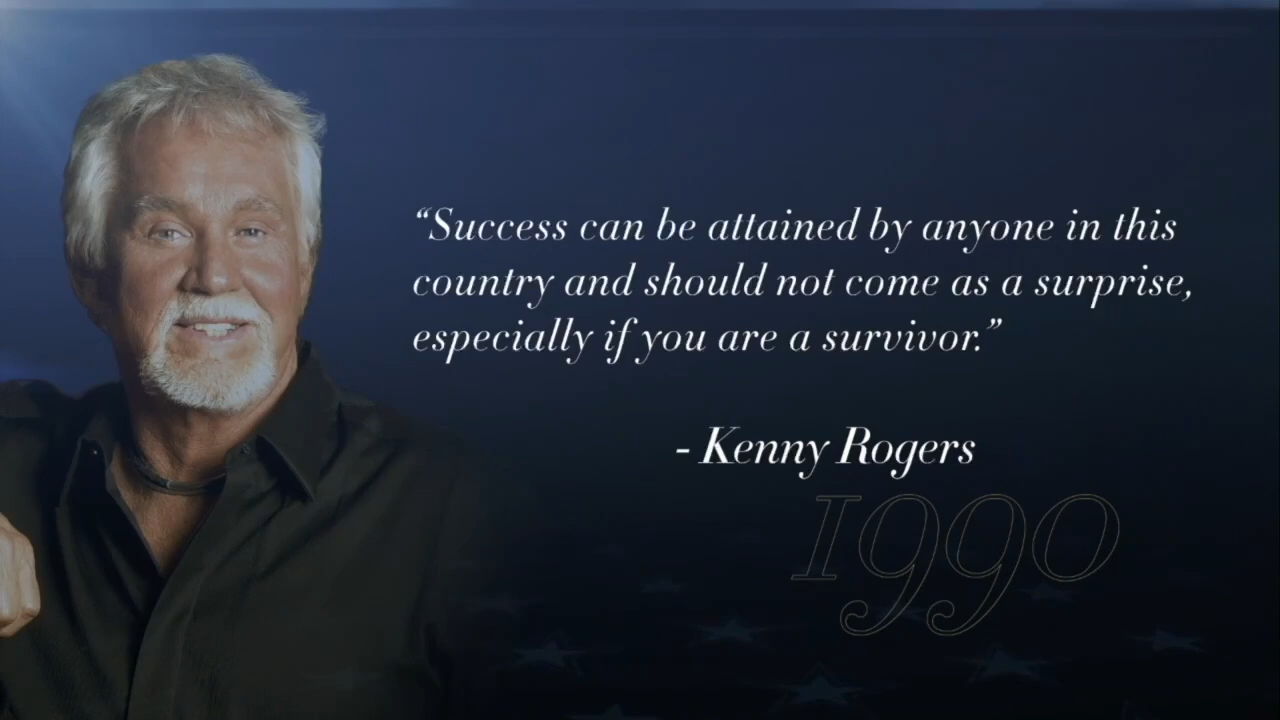 “Success can be attained by anyone in this
country and should not come as a surprise,
especially if you are a survivor.”
- Kenny Rogers
1990